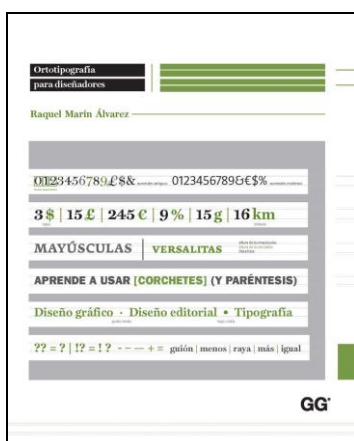 Ortotipografía
para diseñadores
Raquel Marín Álvarez
0123456789£$& 0123456789&€$%
3$ | 15£ | 245€ | 9% | 15g | 16km
MAYÚSCULAS | VERSALITAS
APRENDE A USAR [CORCHETES] (Y PARÉNTESIS)
Diseño gráfico · Diseño editorial • Tipografía
?? = ? | !? = ! ? - – — + = guión | menos | raya | más | igual
GG